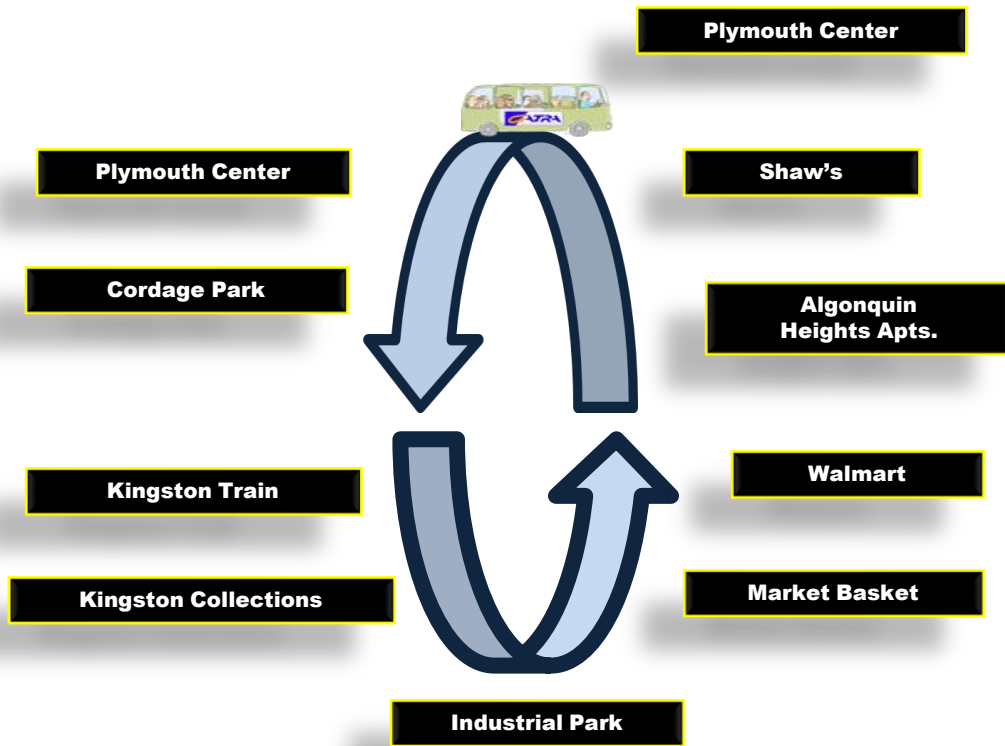 Plymouth Center
GATRA
Plymouth Center
Shaw’s
Cordage Park
Algonquin
Heights Apts.
Kingston Train
Walmart
Kingston Collections
Market Basket
Industrial Park